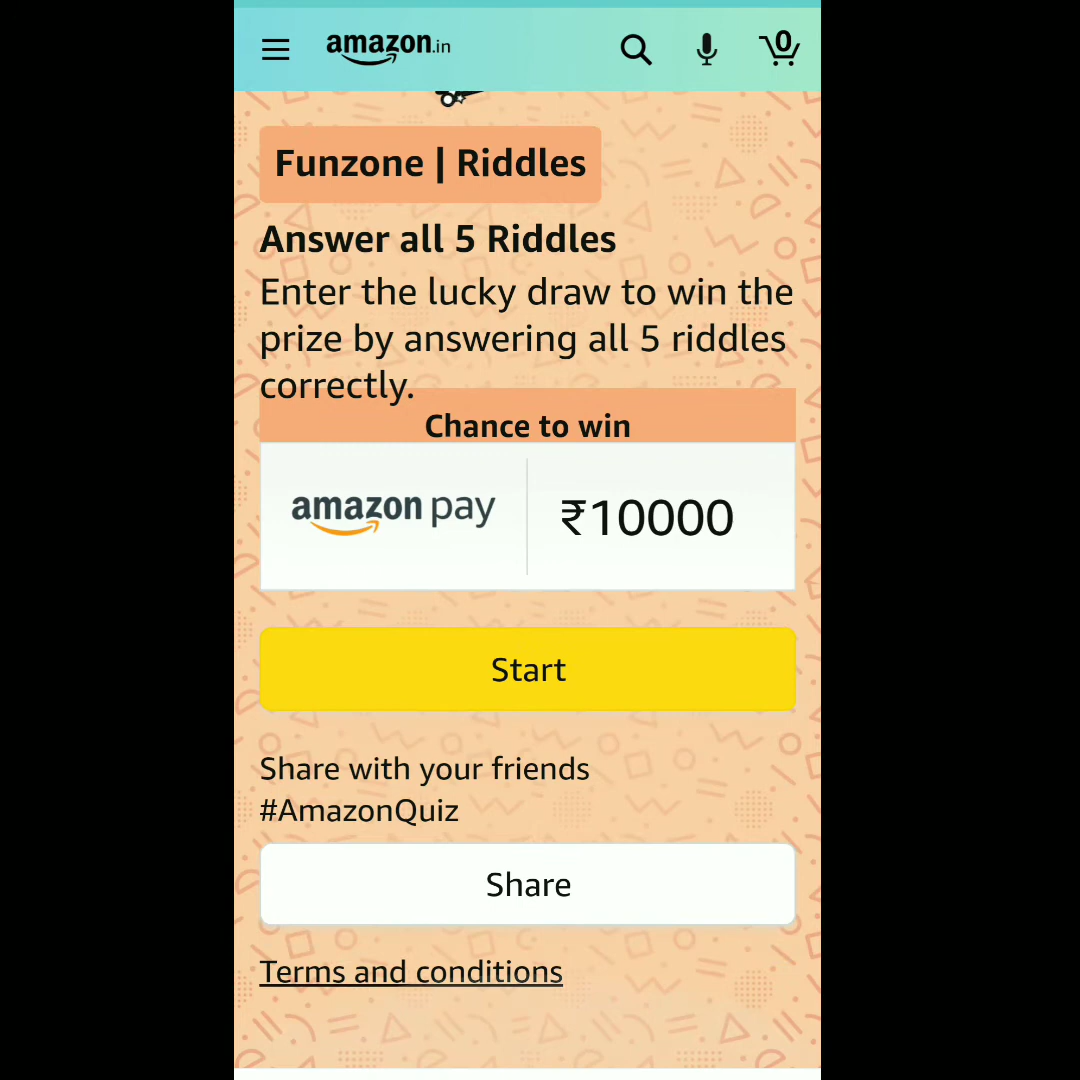 amazon.in
0
Funzone | Riddles
Answer all 5 Riddles
Enter the lucky draw to win the
prize by answering all 5 riddles
correctly.
Chance to win
amazon pay
₹10000
Start
Share with your friends
#AmazonQuiz
Share
Terms and conditions